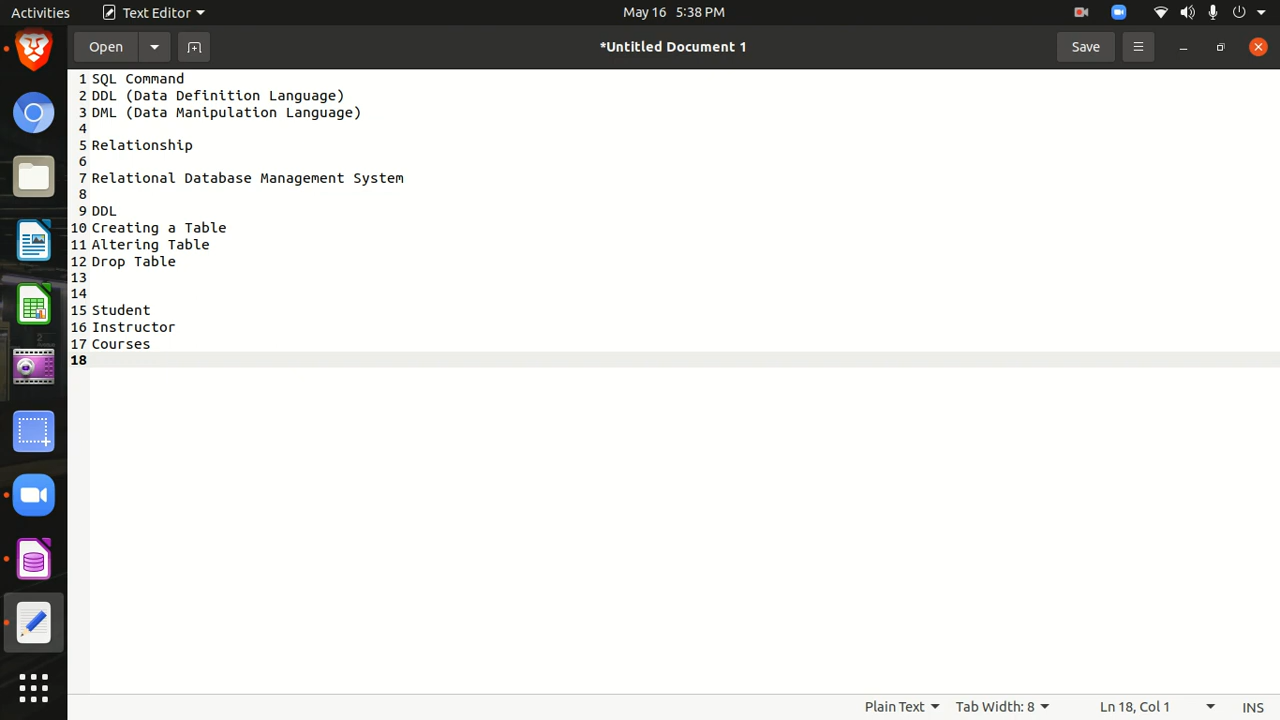 Activities Text Editor May 16 5:38 PM
Open *Untitled Document 1 Save
1 SQL Command
2 DDL (Data Definition Language)
3 DML (Data Manipulation Language)
4
5 Relationship
6
7 Relational Database Management System
8
9 DDL
10 Creating a Table
11 Altering Table
12 Drop Table
13
14
15 Student
16 Instructor
17 Courses
18
Plain Text Tab Width: 8 Ln 18, Col 1 INS